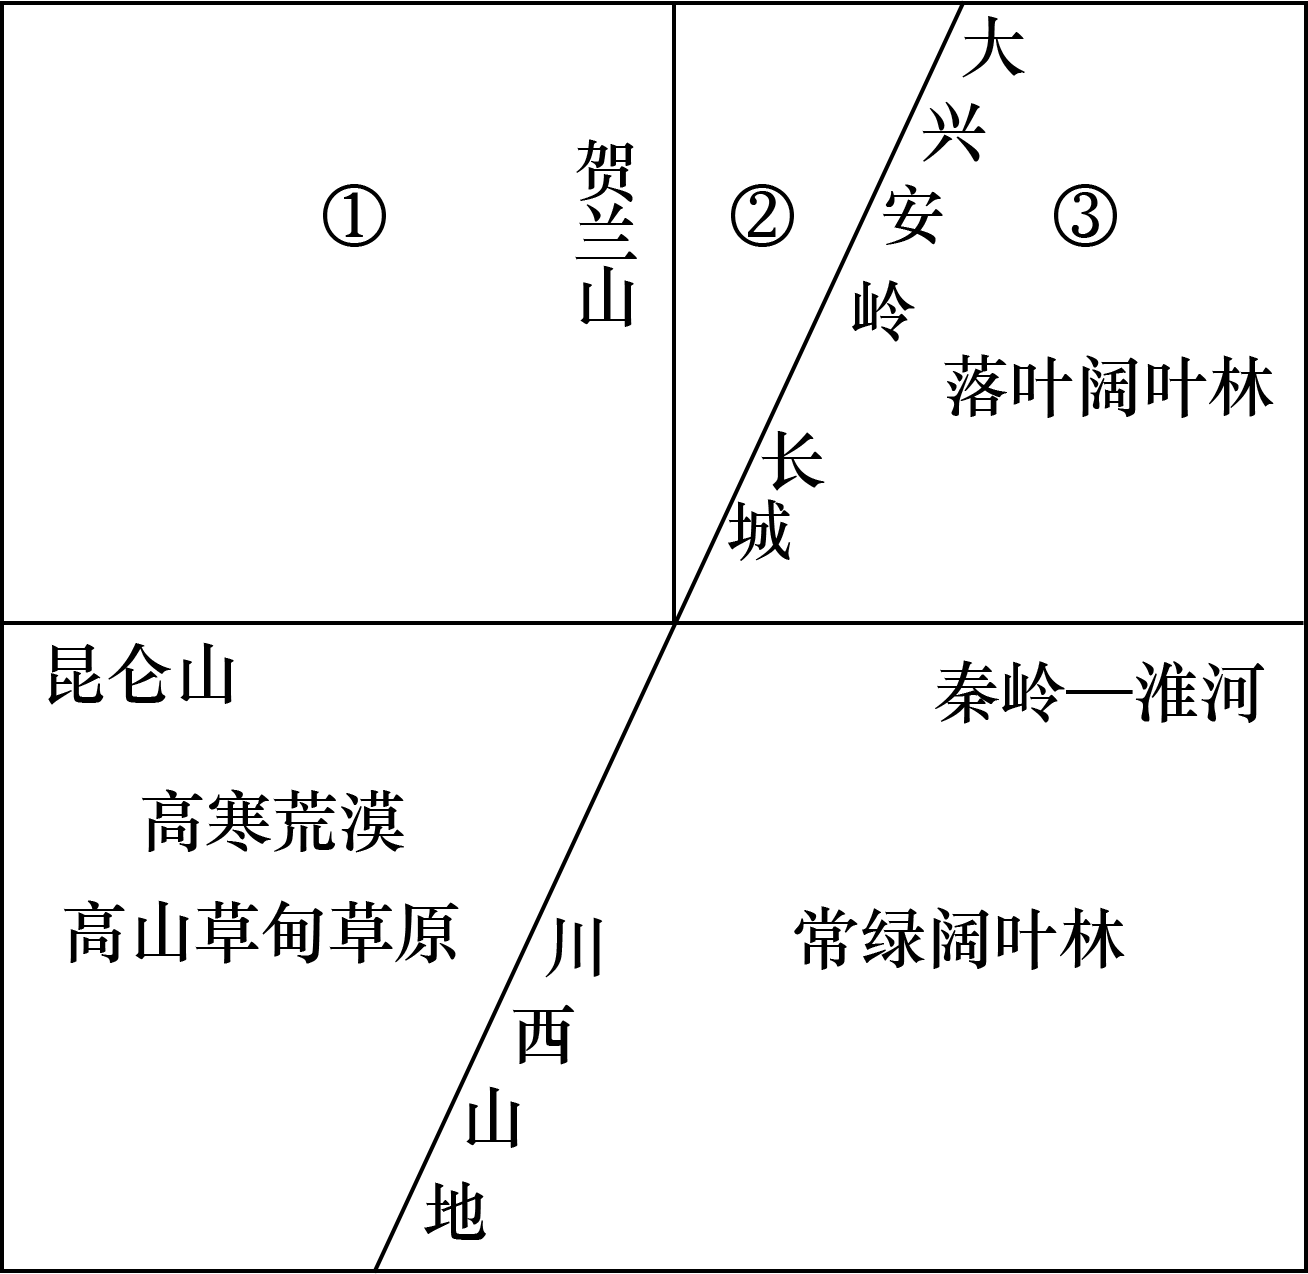 ①
贺兰山
②
大兴安岭
③
落叶阔叶林
长城
昆仑山
秦岭—淮河
高寒荒漠
高山草甸草原
川西山地
常绿阔叶林